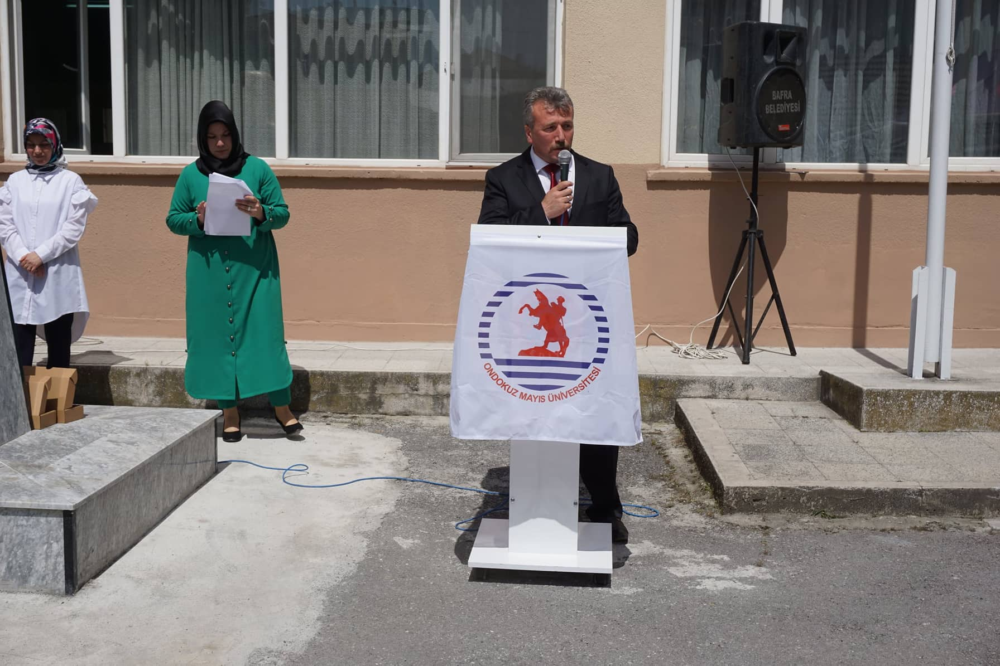 BAFRA
BELEDİYESİ
ONDOKUZ MAYIS ÜNİVERSİTESİ